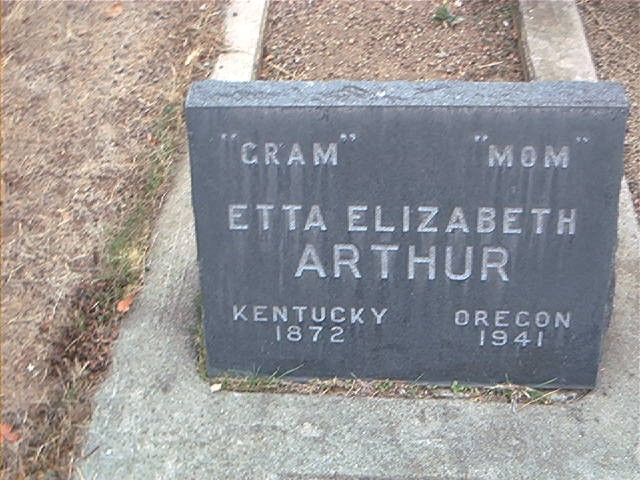 "GRAM" "MOM"
ETTA ELIZABETH
ARTHUR
KENTUCKY OREGON
1872 1941